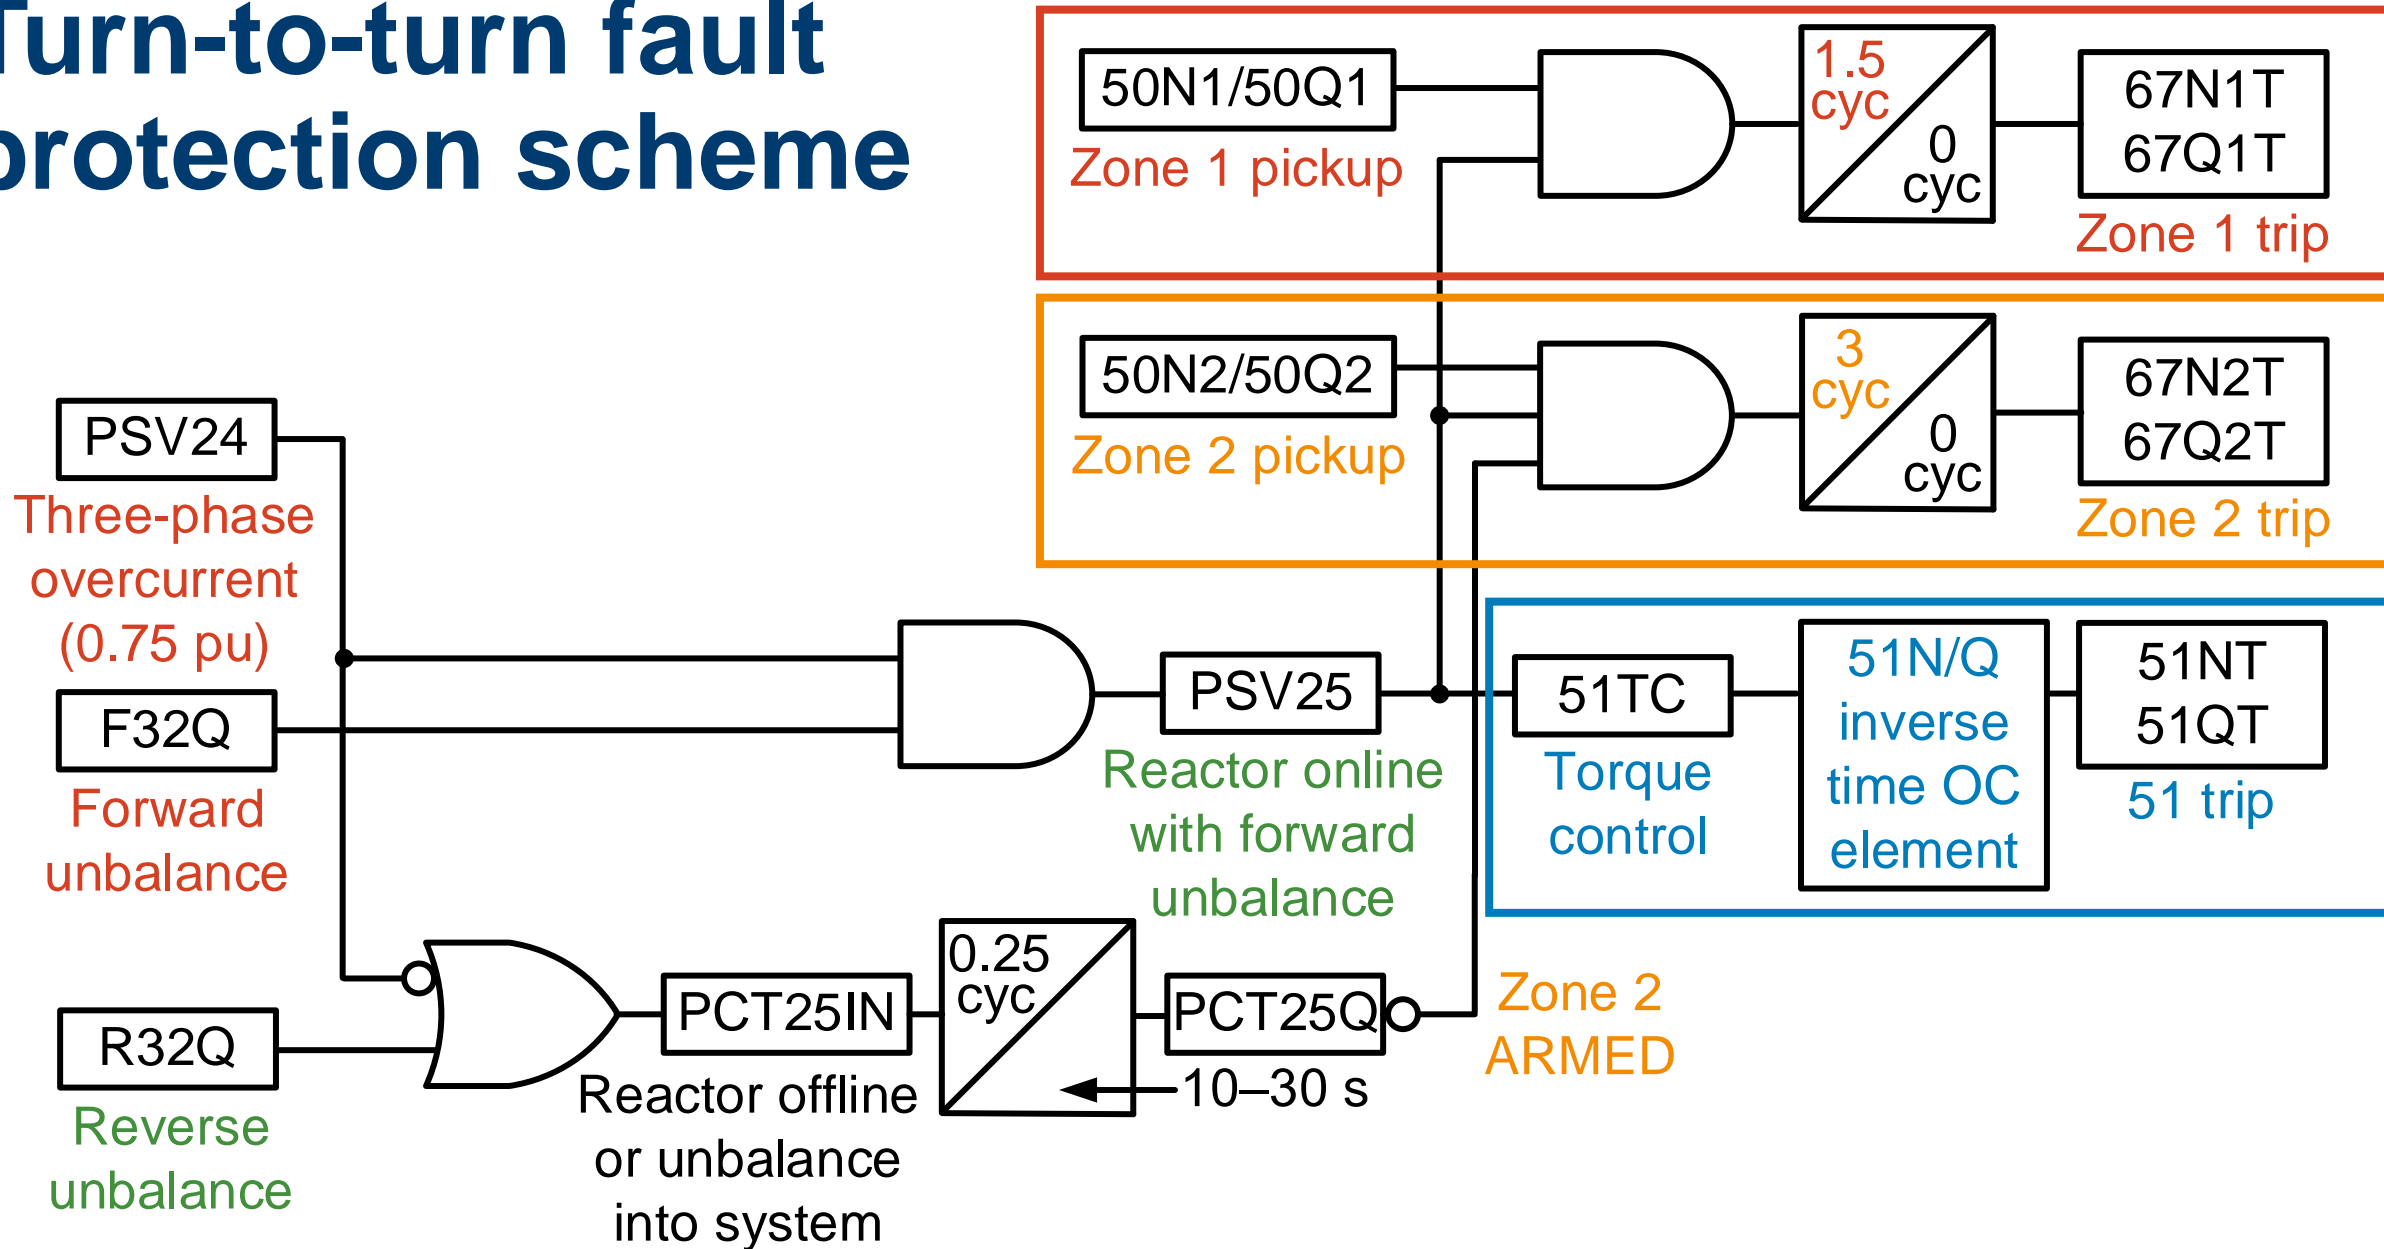 Turn-to-turn fault
protection scheme
50N1/50Q1
Zone 1 pickup
1.5
cyc
0
cyc
67N1T
67Q1T
Zone 1 trip
50N2/50Q2
Zone 2 pickup
3
cyc
0
cyc
67N2T
67Q2T
Zone 2 trip
PSV24
Three-phase
overcurrent
(0.75 pu)
F32Q
Forward
unbalance
PSV25
Reactor online
with forward
unbalance
51TC
Torque
control
51N/Q
inverse
time OC
element
51NT
51QT
51 trip
R32Q
Reverse
unbalance
PCT25IN
Reactor offline
or unbalance
into system
0.25
cyc
PCT25Q
10–30 s
Zone 2
ARMED